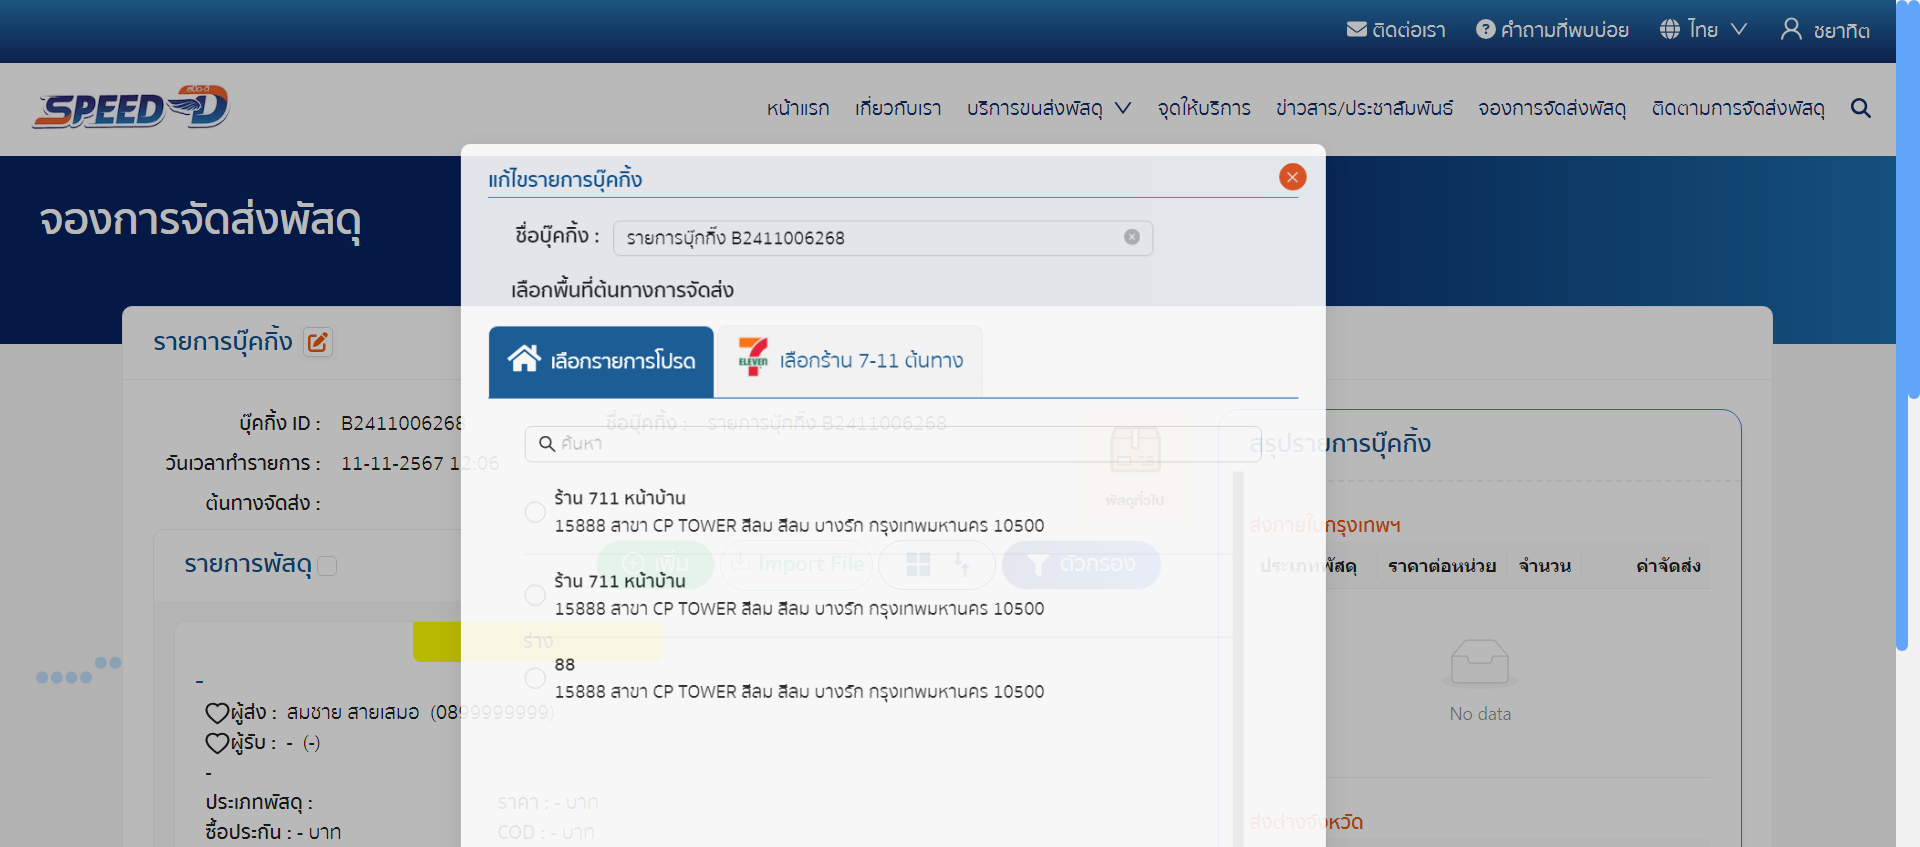 ติดต่อเรา
คำถามที่พบบ่อย
ไทย
ชยาทิต
SPEED-D
สปีด-ดี
หน้าแรก
เกี่ยวกับเรา
บริการขนส่งพัสดุ
จุดให้บริการ
ข่าวสาร/ประชาสัมพันธ์
จองการจัดส่งพัสดุ
ติดตามการจัดส่งพัสดุ
จองการจัดส่งพัสดุ
แก้ไขรายการบุ๊คกิ้ง
ชื่อบุ๊คกิ้ง :
รายการบุ๊กกิ้ง B2411006268
เลือกพื้นที่ต้นทางการจัดส่ง
เลือกรายการโปรด
ELEVEN
เลือกร้าน 7-11 ต้นทาง
ค้นหา
ร้าน 711 หน้าบ้าน
15888 สาขา CP TOWER สีลม สีลม บางรัก กรุงเทพมหานคร 10500
ร้าน 711 หน้าบ้าน
15888 สาขา CP TOWER สีลม สีลม บางรัก กรุงเทพมหานคร 10500
88
15888 สาขา CP TOWER สีลม สีลม บางรัก กรุงเทพมหานคร 10500
รายการบุ๊คกิ้ง
บุ๊คกิ้ง ID : B2411006268
ชื่อบุ๊คกิ้ง : รายการบุ๊กกิ้ง B2411006268
วันเวลาทำรายการ : 11-11-2567 12:06
ต้นทางจัดส่ง :
พัสดุทั่วไป
รายการพัสดุ
เพิ่ม
Import File
ตัวกรอง
ร่าง
-
ผู้ส่ง : สมชาย สายเสมอ (0899999999)
ผู้รับ : - (-)
-
ประเภทพัสดุ :
ราคา : - บาท
ซื้อประกัน : - บาท
COD : - บาท
สรุปรายการบุ๊คกิ้ง
ส่งภายในกรุงเทพฯ
ประเภทพัสดุ ราคาต่อหน่วย จำนวน ค่าจัดส่ง
No data
ส่งต่างจังหวัด